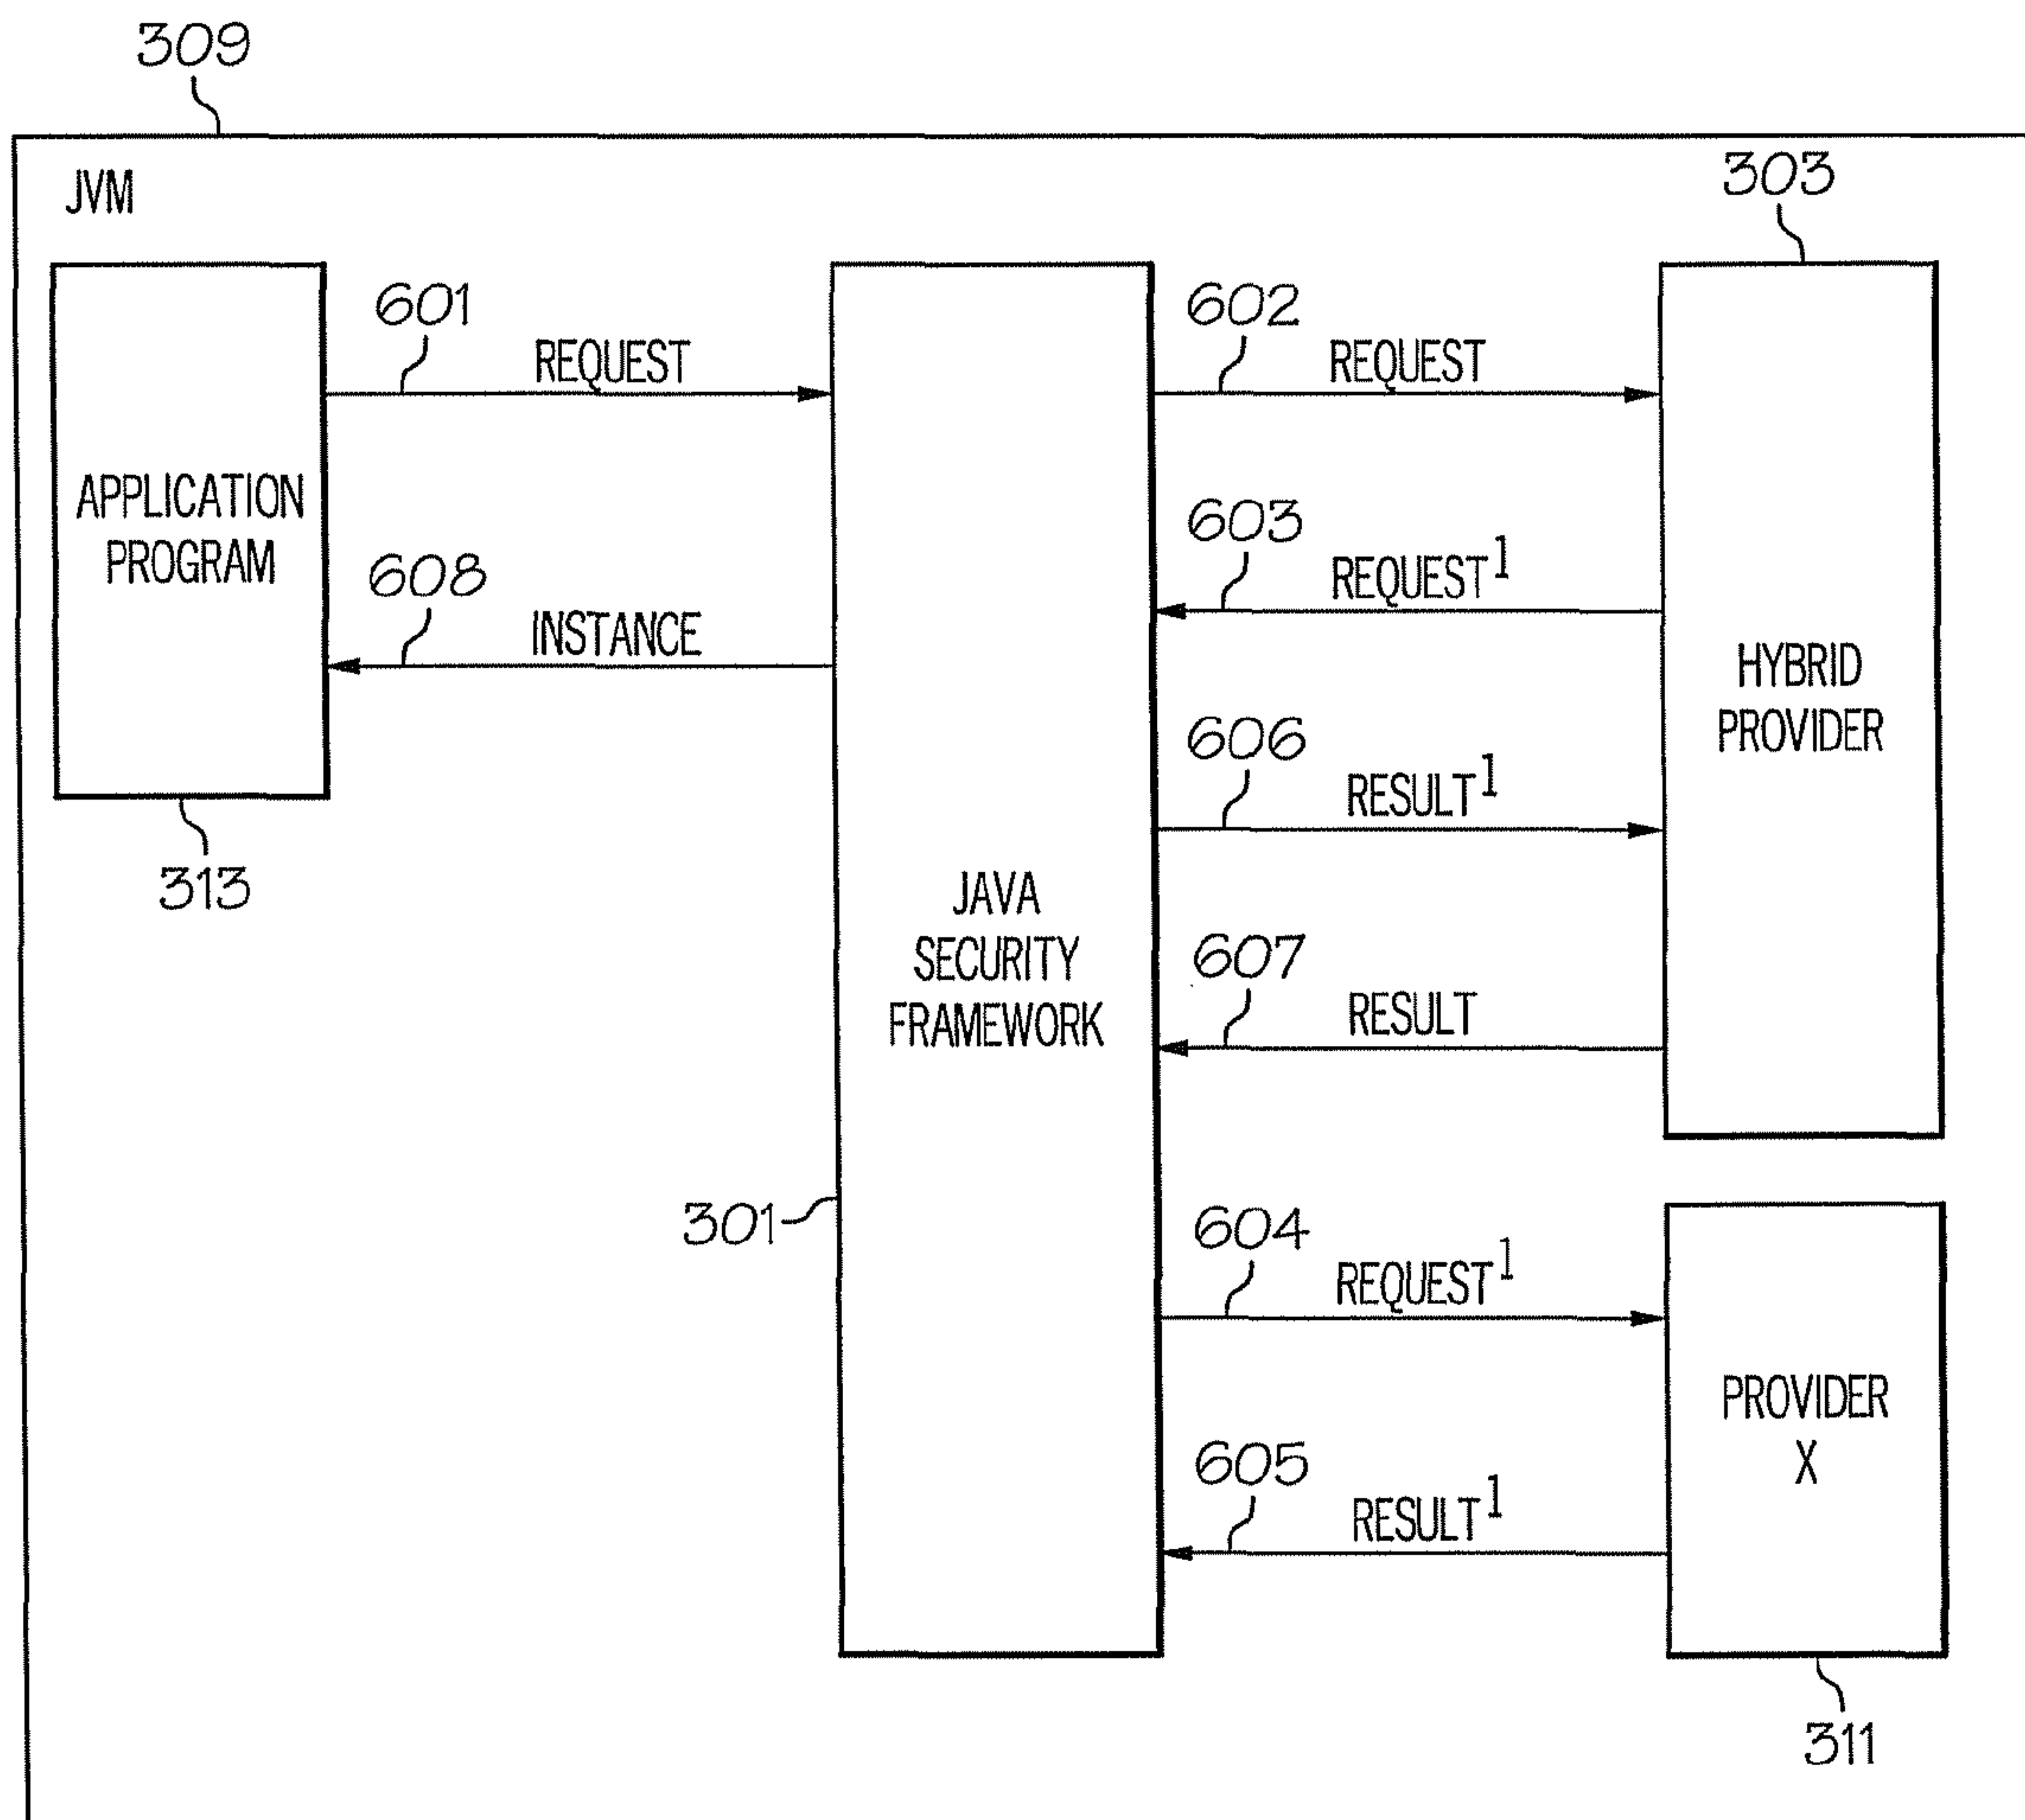 309
JVM
303
601
REQUEST
602
REQUEST
APPLICATION
PROGRAM
603
REQUEST¹
608
INSTANCE
HYBRID
PROVIDER
606
RESULT¹
313
JAVA
SECURITY
FRAMEWORK
607
RESULT
301
604
REQUEST¹
PROVIDER
X
605
RESULT¹
311